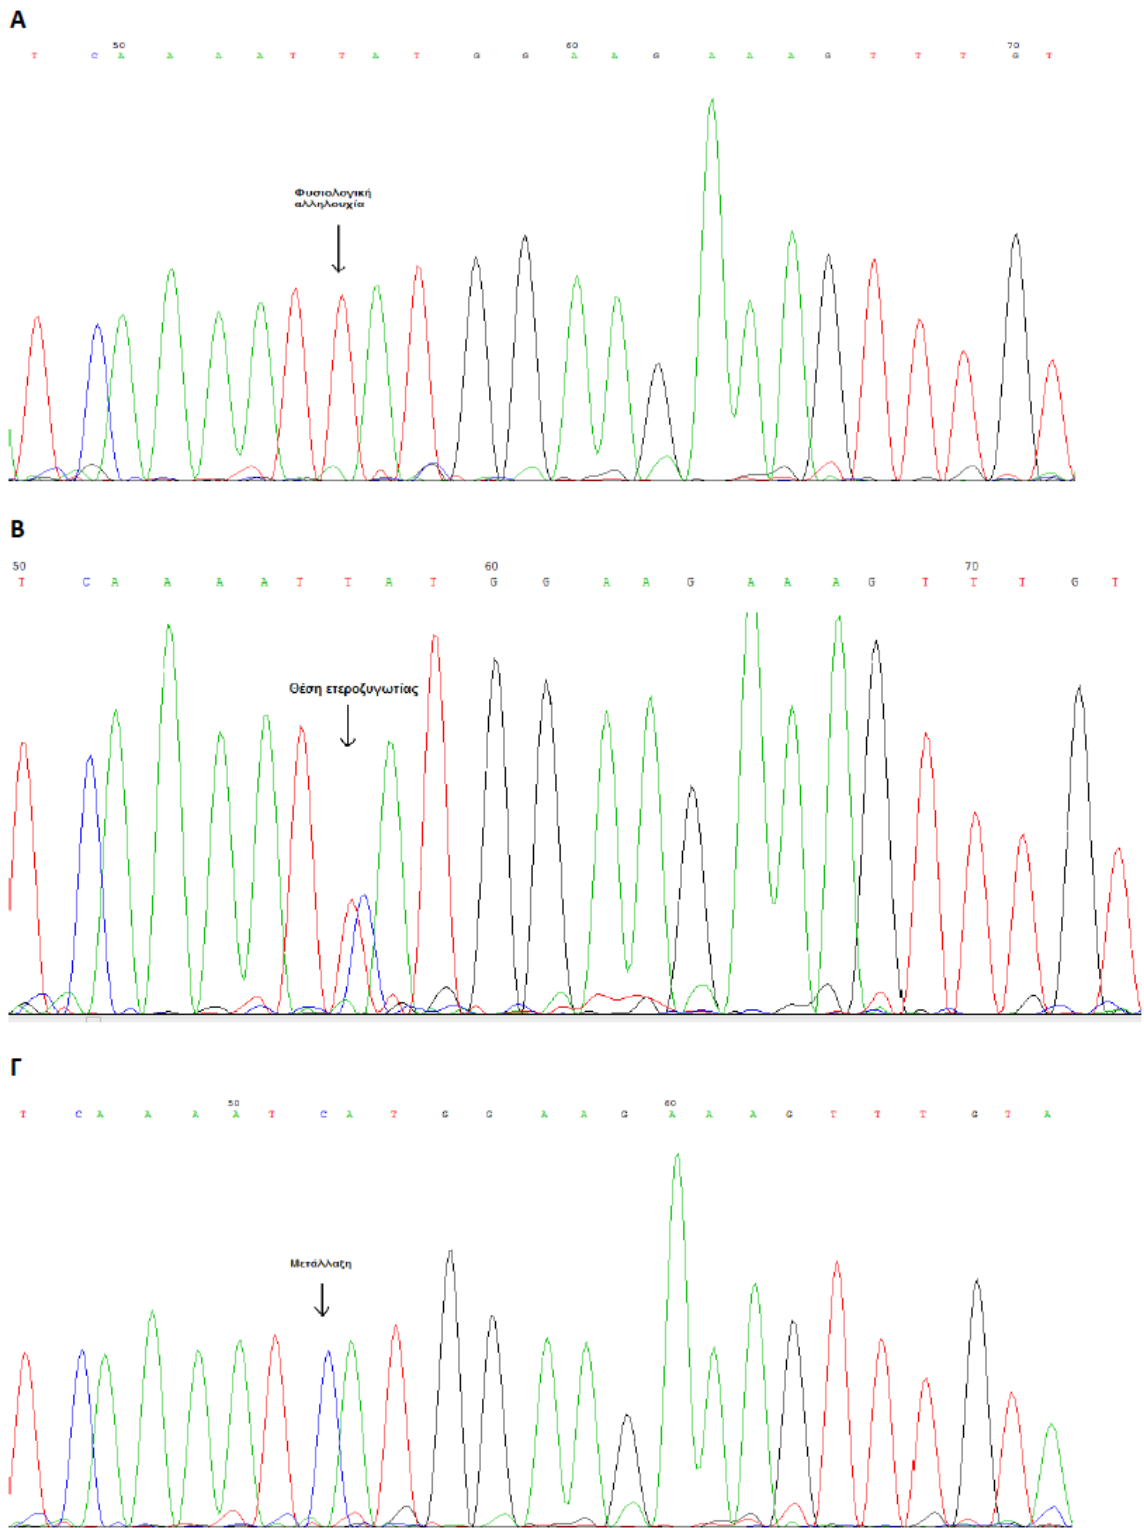 Α
50 60 70
T C A A A A T T A T G G A A G A A A G T T T G T
Φυσιολογική
αλληλουχία
Β
50 60 70
T C A A A A T T A T G G A A G A A A G T T T G T
Θέση ετεροζυγωτίας
Γ
50 60
T C A A A A T C A T G G A A G A A A G T T T G T A
Μετάλλαξη